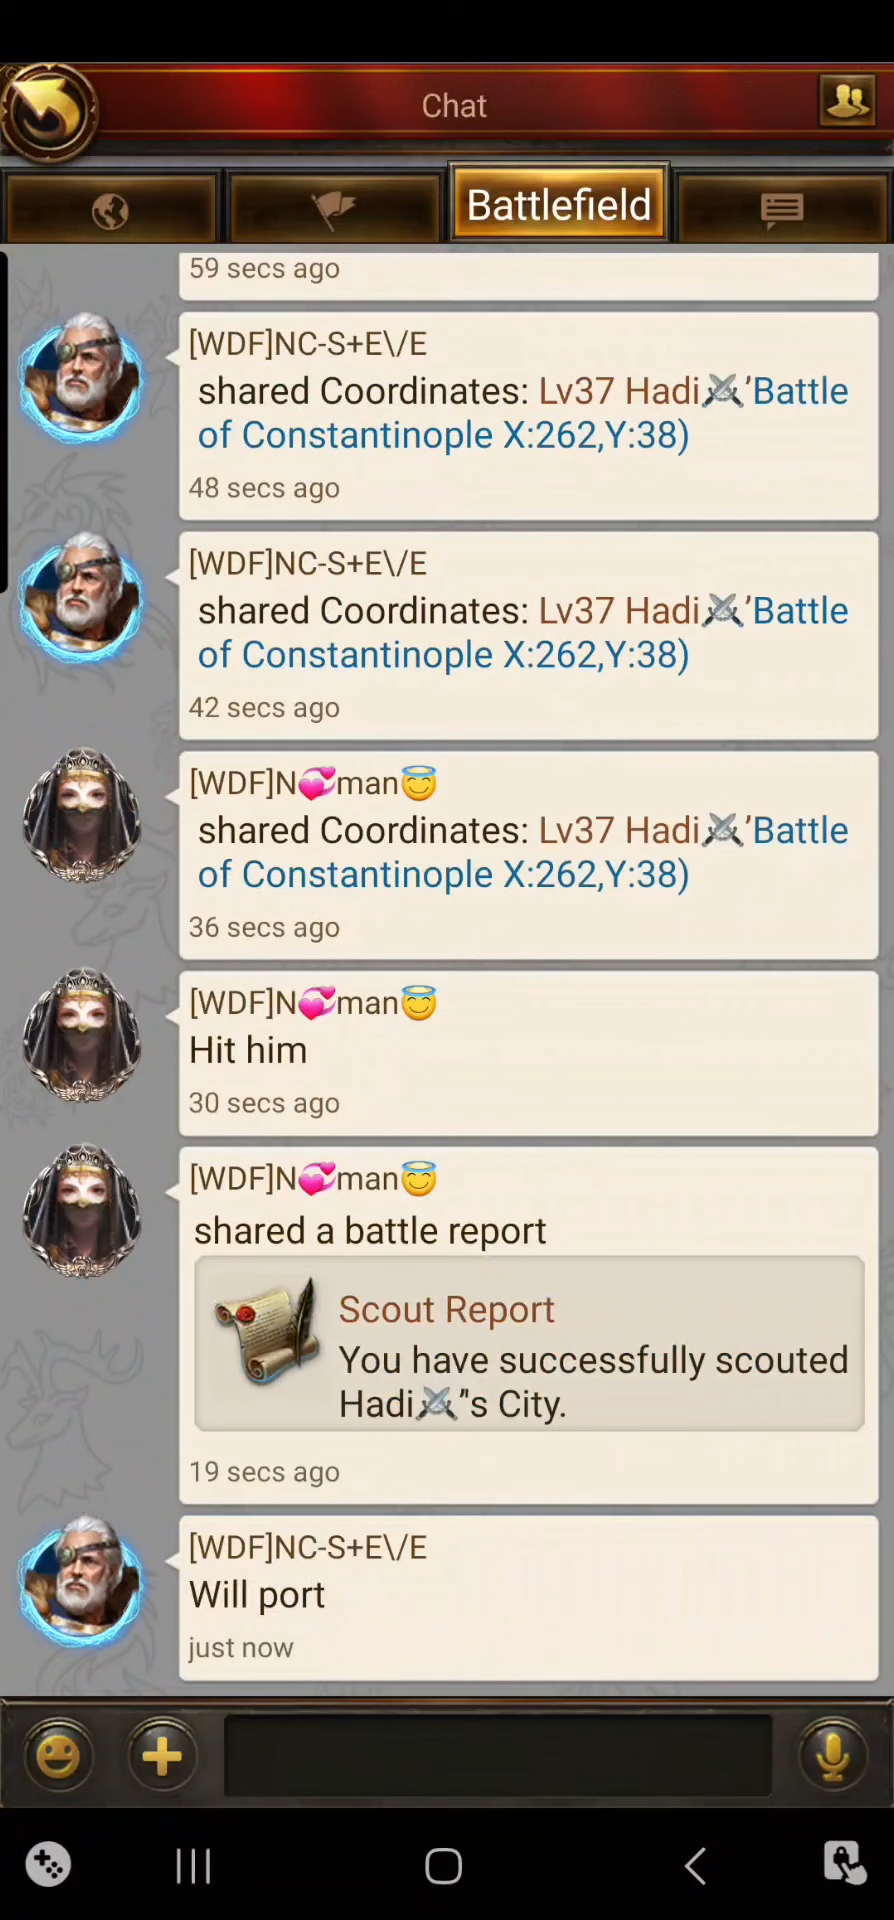 Chat
Battlefield
59 secs ago
[WDF]NC-S+E\/E
shared Coordinates: Lv37 Hadi⚔️’Battle
of Constantinople X:262,Y:38)
48 secs ago
[WDF]NC-S+E\/E
shared Coordinates: Lv37 Hadi⚔️’Battle
of Constantinople X:262,Y:38)
42 secs ago
[WDF]N💞man😇
shared Coordinates: Lv37 Hadi⚔️’Battle
of Constantinople X:262,Y:38)
36 secs ago
[WDF]N💞man😇
Hit him
30 secs ago
[WDF]N💞man😇
shared a battle report
Scout Report
You have successfully scouted
Hadi⚔️’'s City.
19 secs ago
[WDF]NC-S+E\/E
Will port
just now